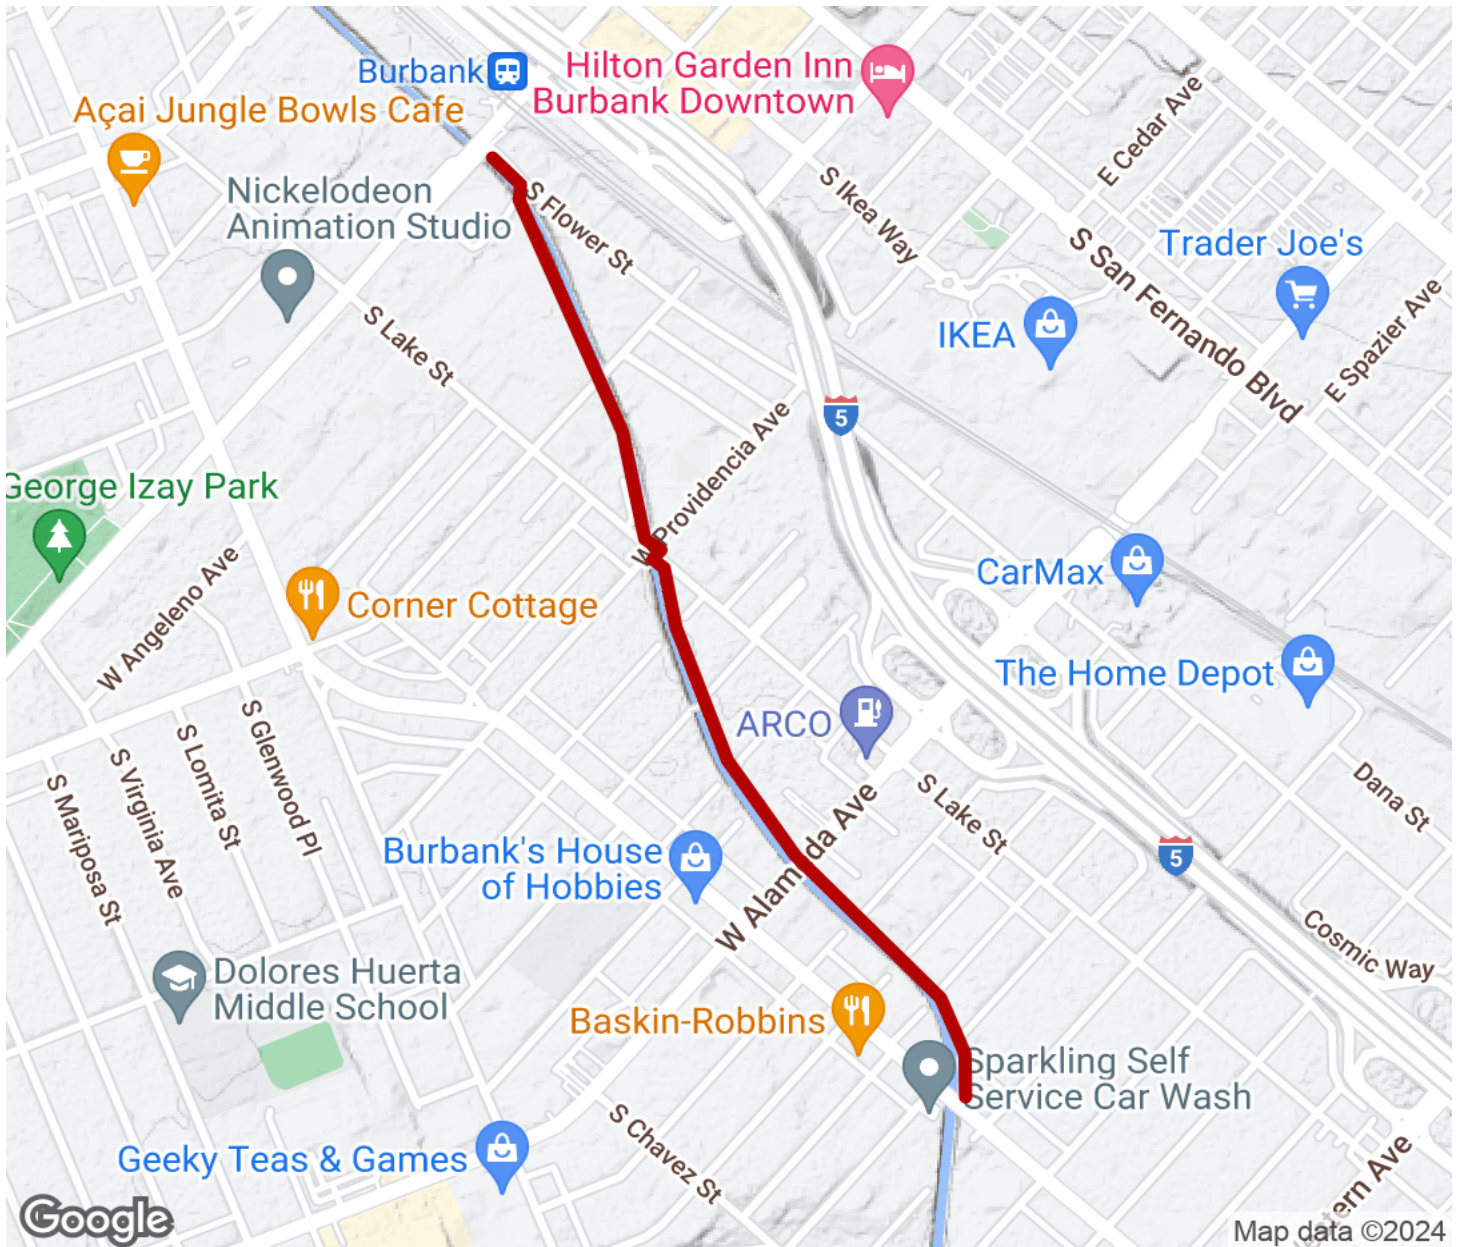 Burbank
Hilton Garden Inn
Burbank Downtown
Açai Jungle Bowls Cafe
E Cedar Ave
Nickelodeon
Animation Studio
S Flower St
S Ikea Way
S San Fernando Blvd
Trader Joe's
S Lake St
IKEA
E Spazier Ave
5
W Providencia Ave
George Izay Park
W Angeleno Ave
CarMax
Corner Cottage
The Home Depot
ARCO
S Glenwood Pl
S Lomita St
S Virginia Ave
S Mariposa St
Dana St
S Lake St
Burbank's House
of Hobbies
5
W Alam da Ave
Cosmic Way
Dolores Huerta
Middle School
Baskin-Robbins
Sparkling Self
Service Car Wash
S Chavez St
Geeky Teas & Games
tern Ave
Google
Map data ©2024